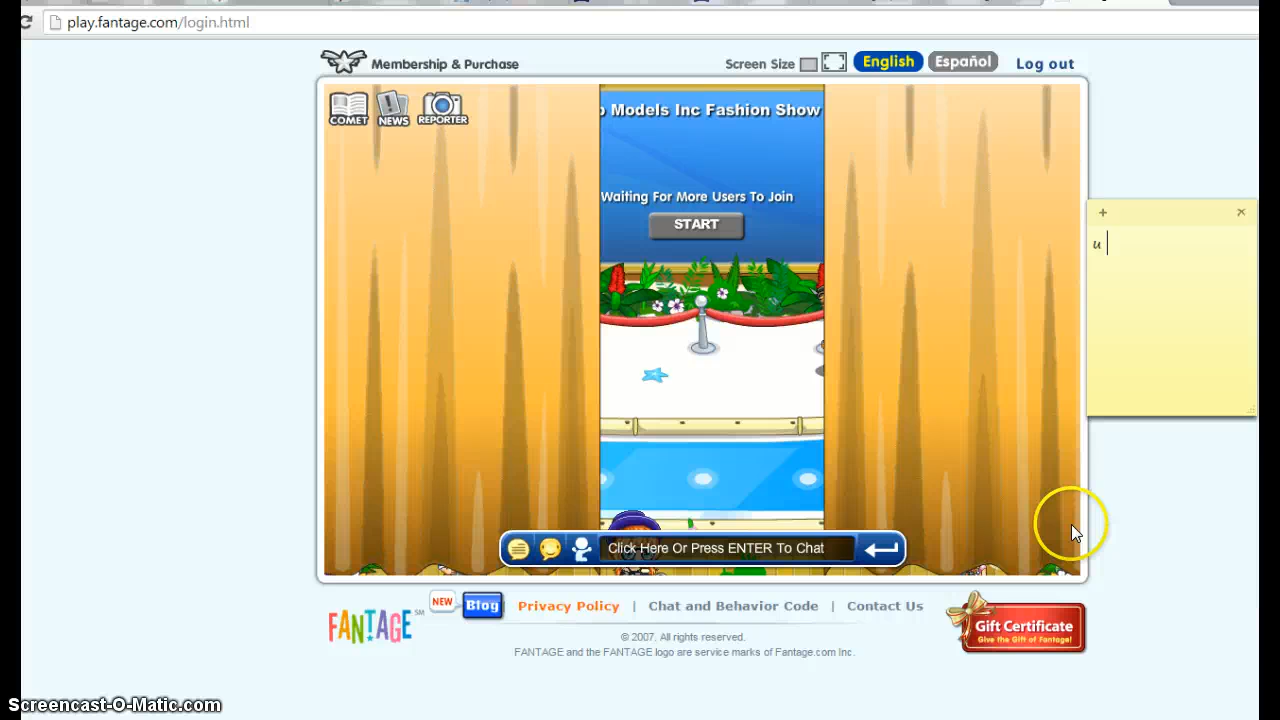 play.fantage.com/login.html
Membership & Purchase
Screen Size
English
Español
Log out
COMET
NEWS
REPORTER
Models Inc Fashion Show
Waiting For More Users To Join
START
+
u
Click Here Or Press ENTER To Chat
FANTAGE SM
NEW
Blog
Privacy Policy | Chat and Behavior Code | Contact Us
Gift Certificate
Give the Gift of Fantage!
© 2007. All rights reserved.
FANTAGE and the FANTAGE logo are service marks of Fantage.com Inc.
Screencast-O-Matic.com